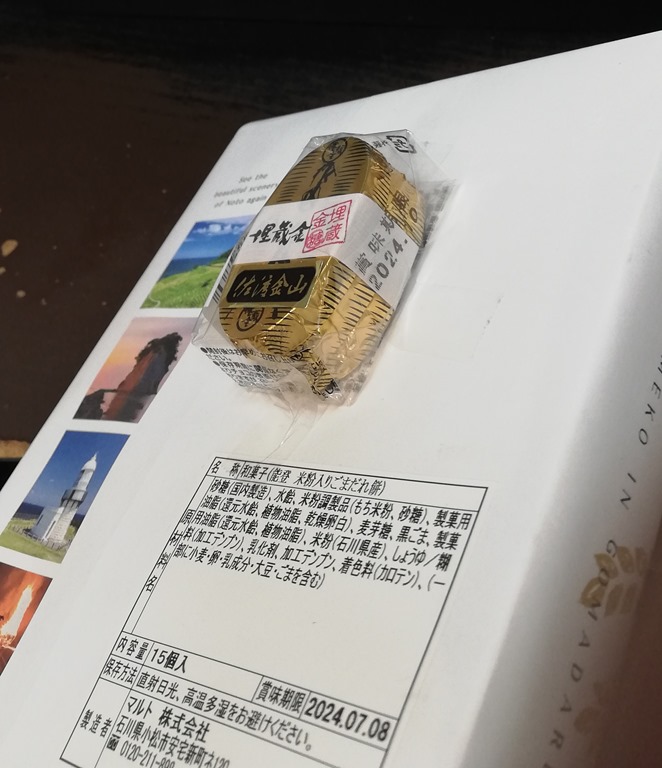 See the
beautiful scenery
of Noto again
埋蔵金
埋蔵
金
佐渡金山
賞味期限
2024.
名 称 和菓子(能登 米粉入りごまだれ餅)
原材料名
砂糖(国内製造)、水飴、米粉調製品(もち米粉、砂糖)、製菓用
油脂(還元水飴、植物油脂、乾燥卵白)、麦芽糖、黒ごま、製菓
用油脂(還元水飴、植物油脂)、米粉(石川県産)、しょうゆ/糊
料(加工デンプン)、乳化剤、加工デンプン、着色料(カロテン)、(一
部に小麦・卵・乳成分・大豆・ごまを含む)
内容量 15個入
賞味期限 2024.07.08
保存方法 直射日光、高温多湿をお避けください。
製造者
マルト 株式会社
石川県小松市安宅新町
0120-211-
IN